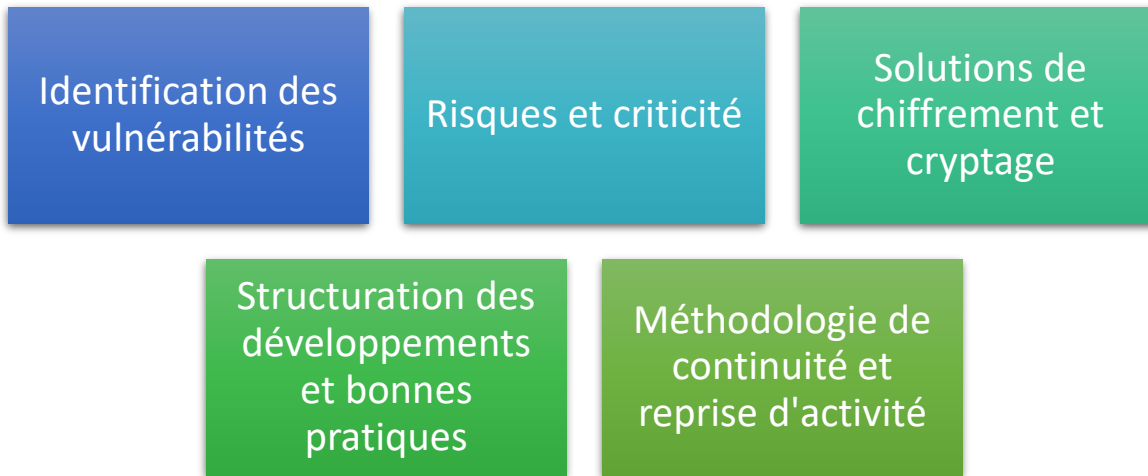 Identification des
vulnérabilités
Risques et criticité
Solutions de
chiffrement et
cryptage
Structuration des
développements
et bonnes
pratiques
Méthodologie de
continuité et
reprise d'activité